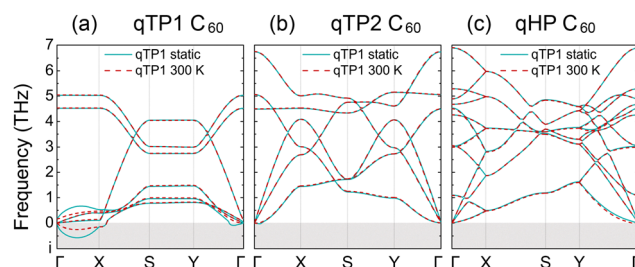 (a) qTP1 C60 (b) qTP2 C60 (c) qHP C60
7
6
5
4
3
2
1
0
i
Frequency (THz)
qTP1 static
qTP1 300 K
qTP1 static
qTP1 300 K
qTP1 static
qTP1 300 K
Γ X S Y Γ Γ X S Y Γ Γ X S Y Γ